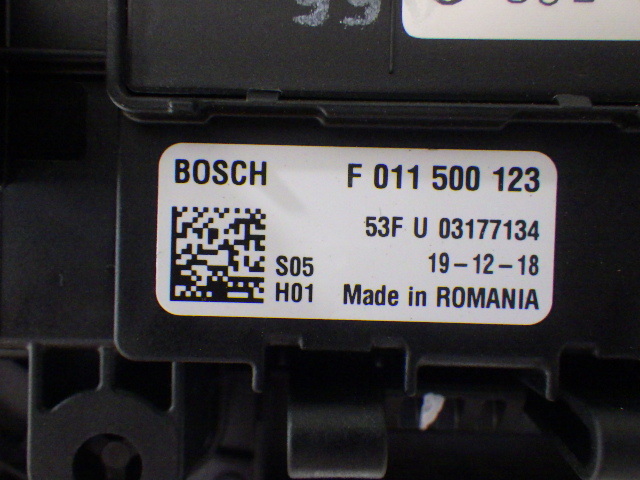 BOSCH F 011 500 123
53F U 03177134
S05 19-12-18
H01 Made in ROMANIA